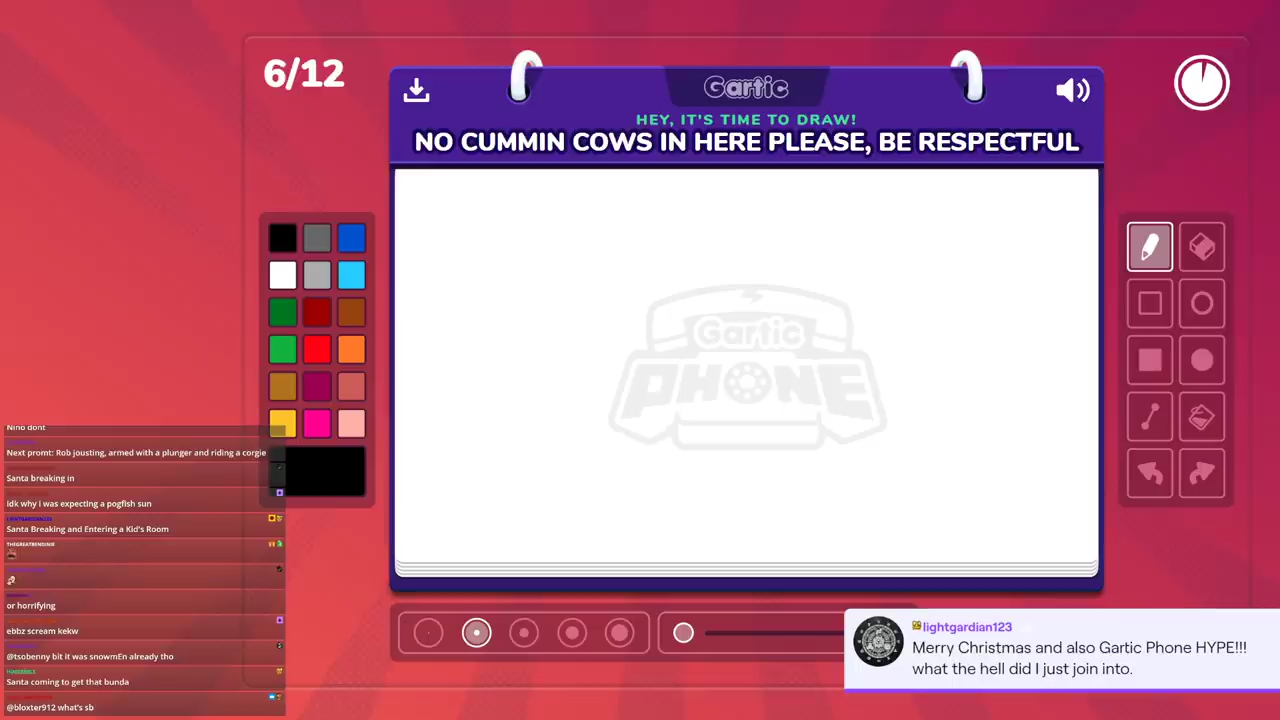 6/12
Gartic
HEY, IT'S TIME TO DRAW!
NO CUMMIN COWS IN HERE PLEASE, BE RESPECTFUL
Gartic
PHONE
Nino dont
Next promt: Rob jousting, armed with a plunger and riding a corgie
Santa breaking in
idk why i was expecting a pogfish sun
Santa Breaking and Entering a Kid's Room
THEGREATBENDINIE
or horrifying
ebbz scream kekw
@tsobenny bit it was snowmEn already tho
Santa coming to get that bunda
@bloxter912 what's sb
lightgardian123
Merry Christmas and also Gartic Phone HYPE!!!
what the hell did I just join into.